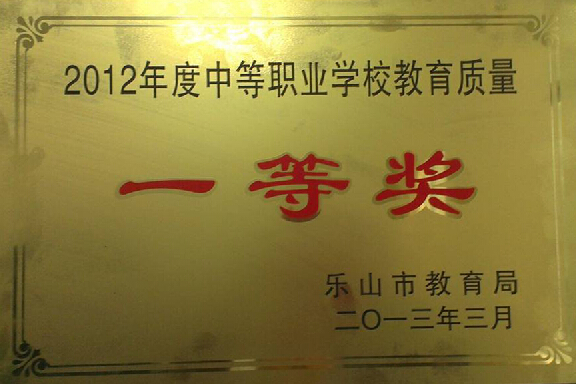 2012年度中等职业学校教育质量
一等奖
乐山市教育局
二〇一三年三月